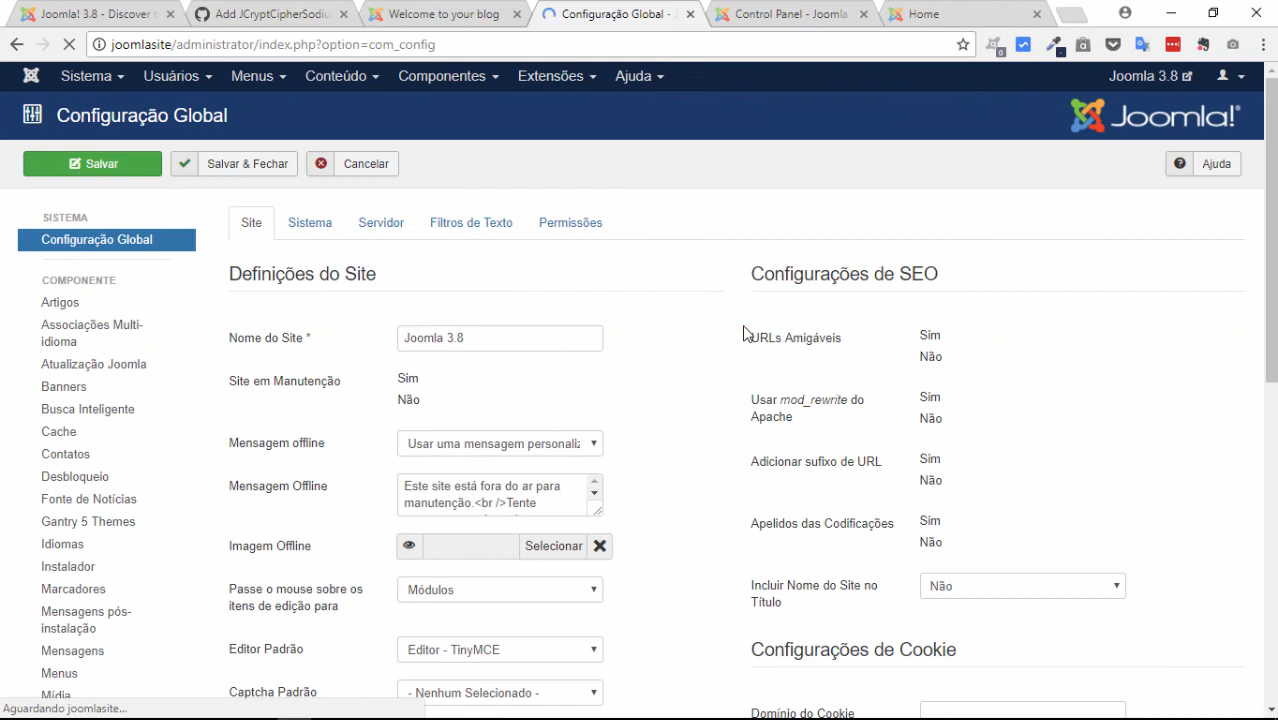 Joomla! 3.8 - Discover t
Add JCryptCipherSodiu
Welcome to your blog
Configuração Global -
Control Panel - Joomla
Home
joomlasite/administrator/index.php?option=com_config
0
Sistema
Usuários
Menus
Conteúdo
Componentes
Extensões
Ajuda
Joomla 3.8
Configuração Global
Joomla!®
Salvar
Salvar & Fechar
Cancelar
Ajuda
SISTEMA
Configuração Global
COMPONENTE
Artigos
Associações Multi-
idioma
Atualização Joomla
Banners
Busca Inteligente
Cache
Contatos
Desbloqueio
Fonte de Notícias
Gantry 5 Themes
Idiomas
Instalador
Marcadores
Mensagens pós-
instalação
Mensagens
Menus
Mídia
Site
Sistema
Servidor
Filtros de Texto
Permissões
Definições do Site
Nome do Site *
Joomla 3.8
Site em Manutenção
Sim
Não
Mensagem offline
Usar uma mensagem personaliz
Mensagem Offline
Este site está fora do ar para
manutenção.<br />Tente
Imagem Offline
Selecionar
Passe o mouse sobre os
itens de edição para
Módulos
Editor Padrão
Editor - TinyMCE
Captcha Padrão
- Nenhum Selecionado -
Configurações de SEO
URLs Amigáveis
Sim
Não
Usar mod_rewrite do
Apache
Sim
Não
Adicionar sufixo de URL
Sim
Não
Apelidos das Codificações
Sim
Não
Incluir Nome do Site no
Título
Não
Configurações de Cookie
Domínio do Cookie
Aguardando joomlasite...